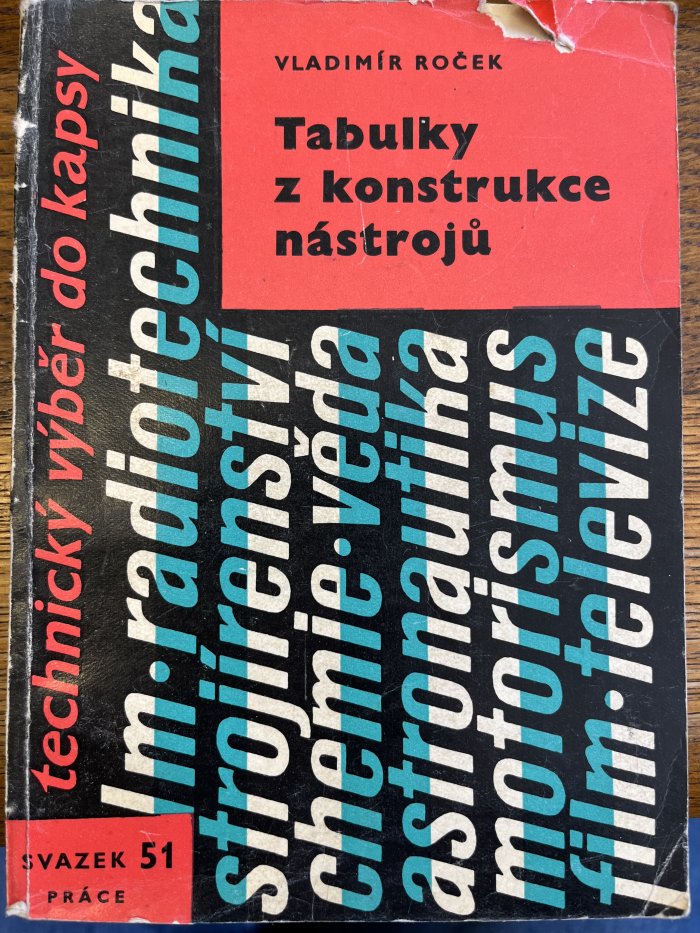 VLADIMÍR ROČEK
Tabulky
z konstrukce
nástrojů
technický výběr do kapsy
lm·radiotechnika
strojírenství
chemie·věda
astronautika
motorismus
film·televize
SVAZEK 51
PRÁCE